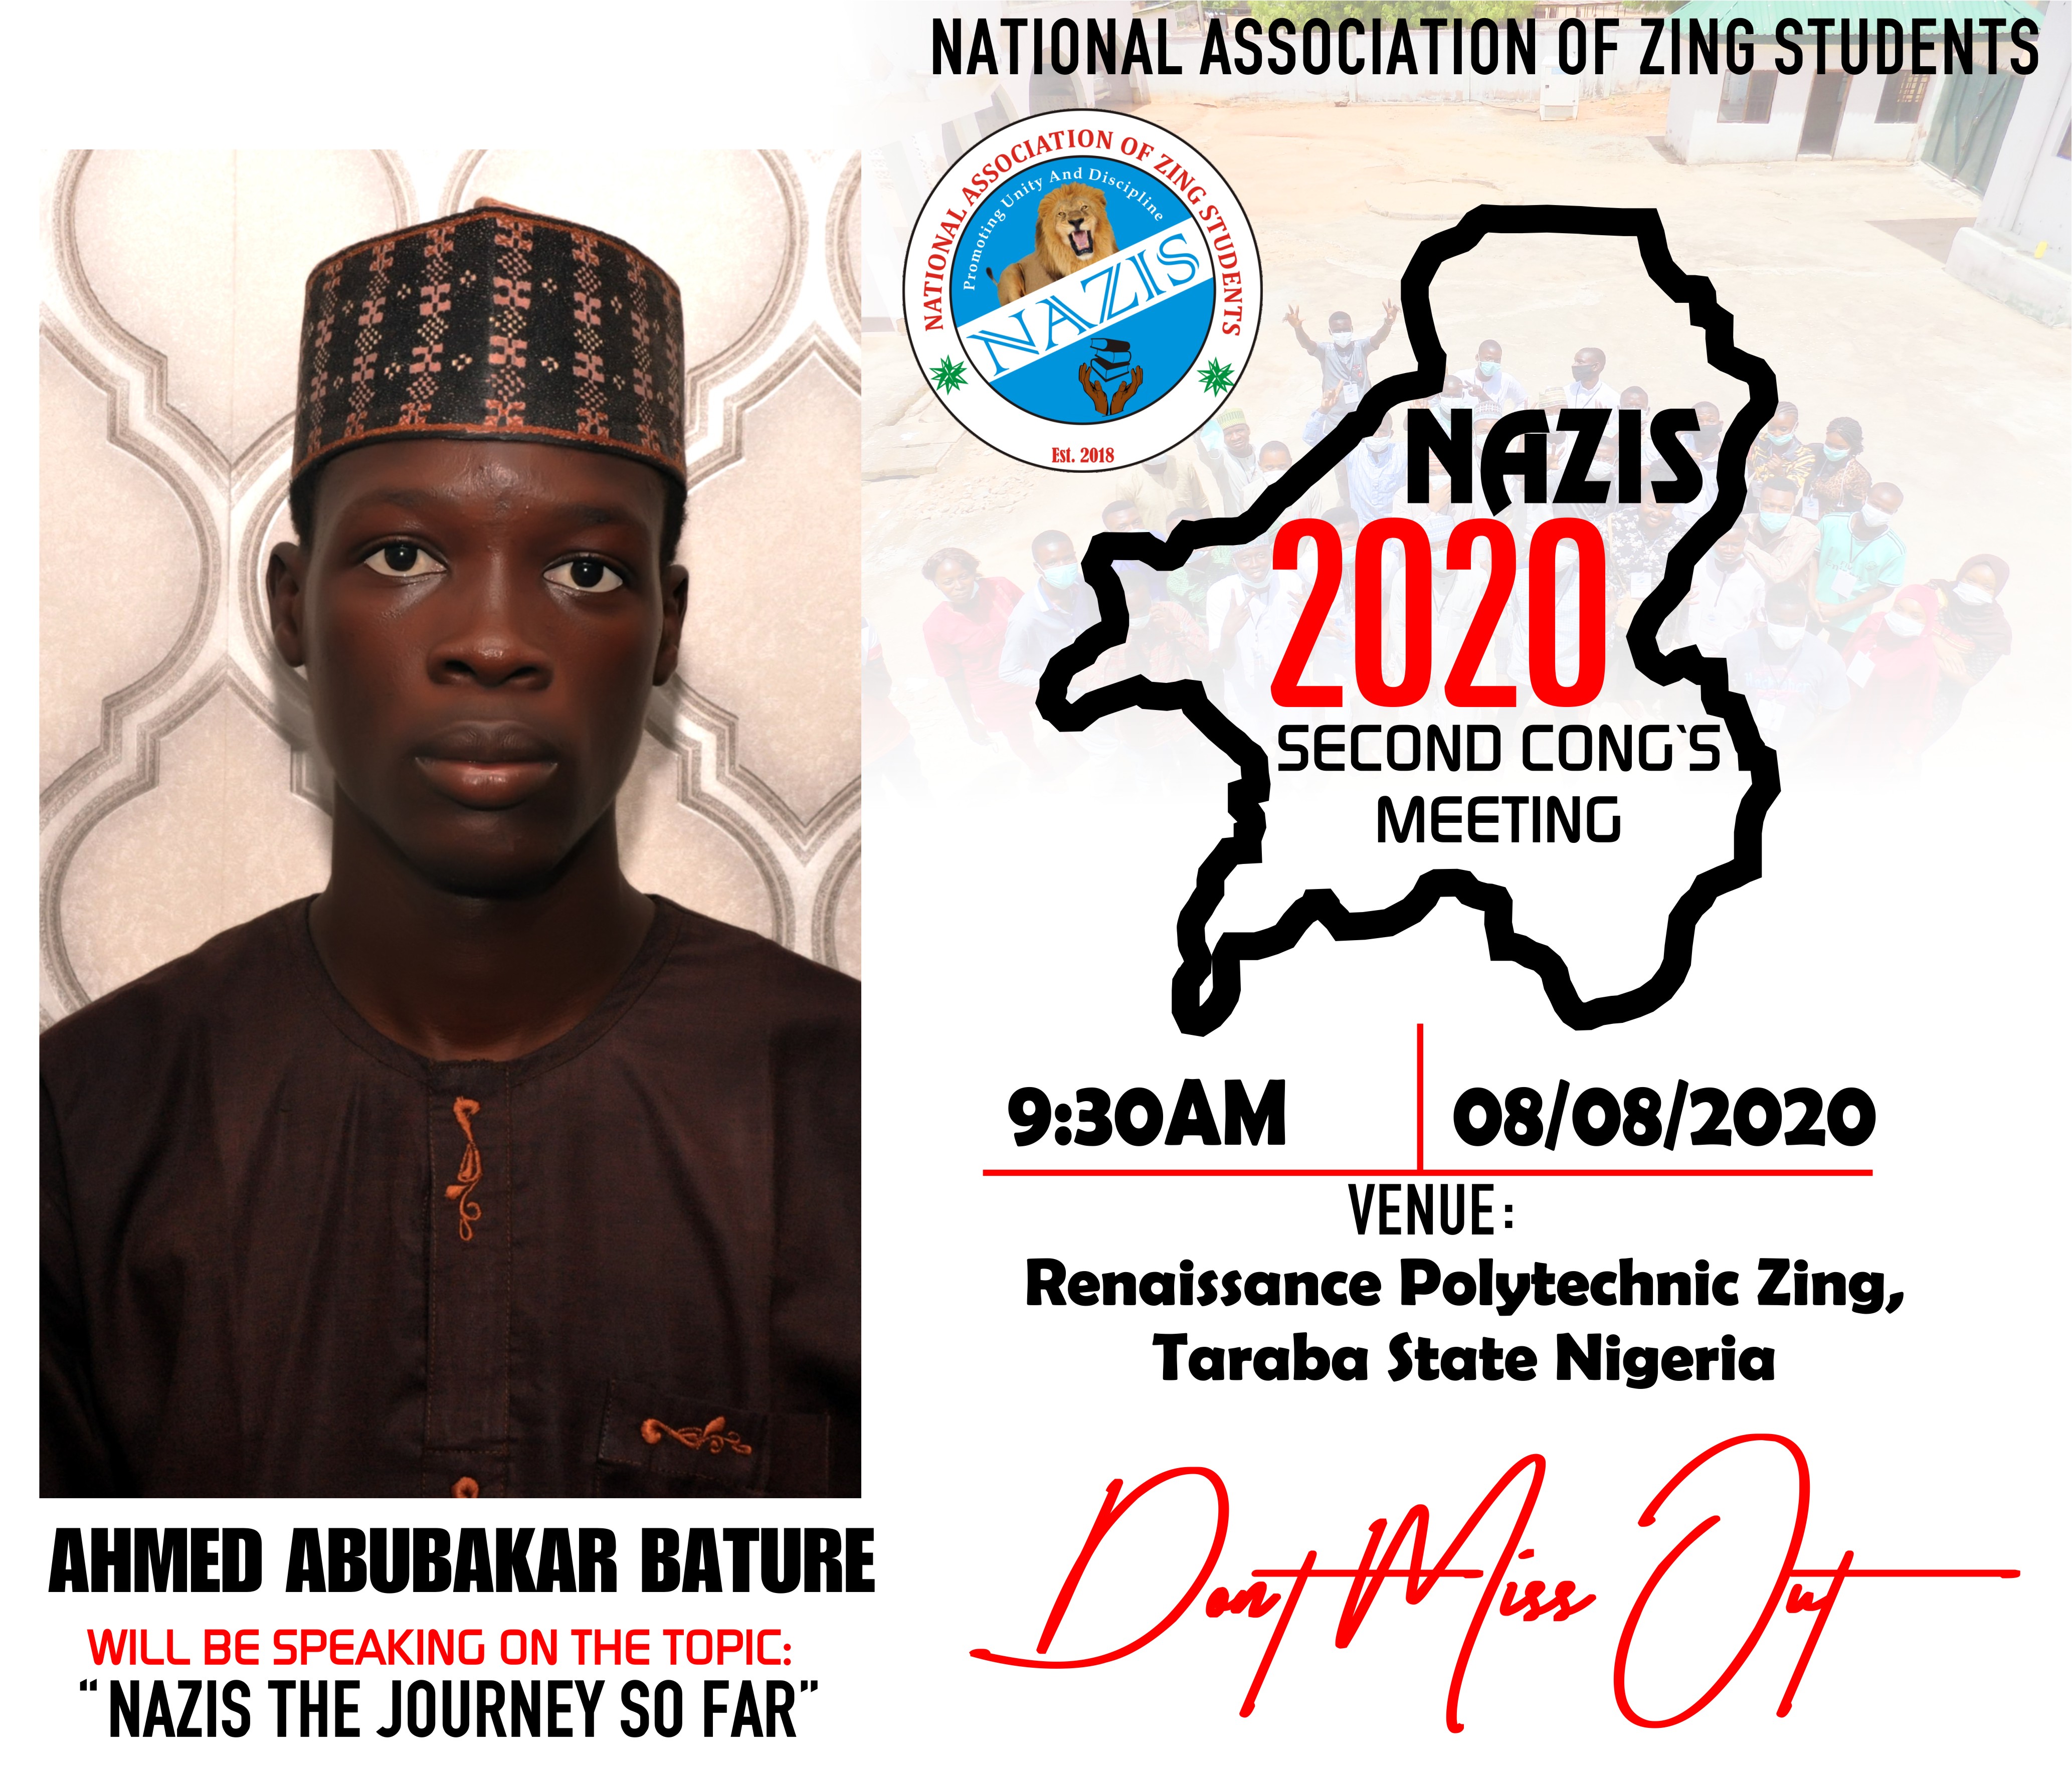 NATIONAL ASSOCIATION OF ZING STUDENTS
NATIONAL ASSOCIATION OF ZING STUDENTS
Promoting Unity And Discipline
NAZIS
Est. 2018
NAZIS
2020
SECOND CONG`S
MEETING
9:30AM
08/08/2020
VENUE:
Renaissance Polytechnic Zing,
Taraba State Nigeria
Dont Miss Out
AHMED ABUBAKAR BATURE
WILL BE SPEAKING ON THE TOPIC:
“NAZIS THE JOURNEY SO FAR”